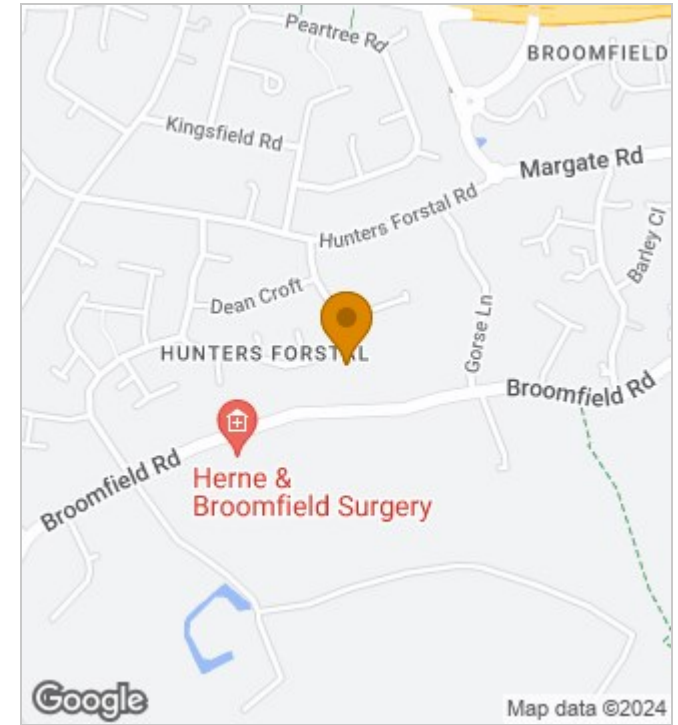 Peartree Rd
BROOMFIELD
Kingsfield Rd
Margate Rd
Hunters Forstal Rd
Barley Cl
Dean Croft
Gorse Ln
HUNTERS FORSTAL
Broomfield Rd
Broomfield Rd
Herne &
Broomfield Surgery
Google
Map data ©2024